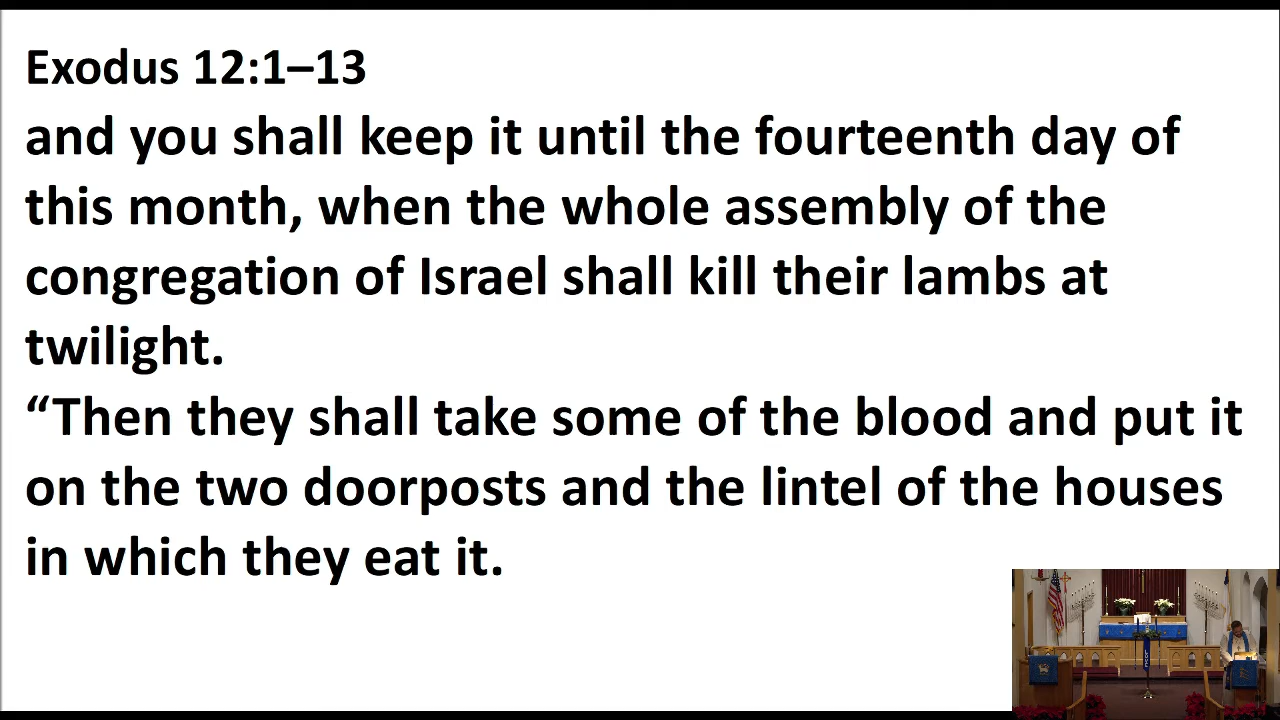 Exodus 12:1–13
and you shall keep it until the fourteenth day of
this month, when the whole assembly of the
congregation of Israel shall kill their lambs at
twilight.
“Then they shall take some of the blood and put it
on the two doorposts and the lintel of the houses
in which they eat it.